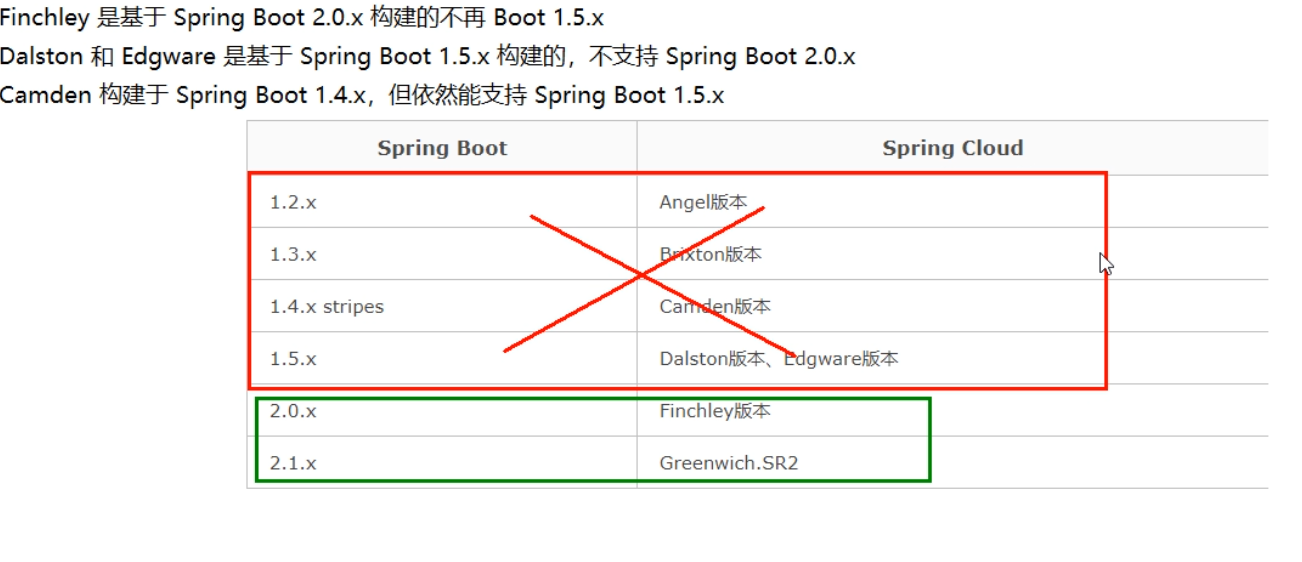 Finchley 是基于 Spring Boot 2.0.x 构建的不再 Boot 1.5.x
Dalston 和 Edgware 是基于 Spring Boot 1.5.x 构建的，不支持 Spring Boot 2.0.x
Camden 构建于 Spring Boot 1.4.x，但依然能支持 Spring Boot 1.5.x
Spring Boot Spring Cloud
1.2.x Angel版本
1.3.x Brixton版本
1.4.x stripes Camden版本
1.5.x Dalston版本、Edgware版本
2.0.x Finchley版本
2.1.x Greenwich.SR2